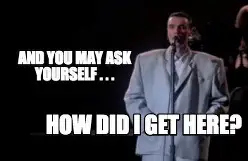 AND YOU MAY ASK
YOURSELF . . .
HOW DID I GET HERE?